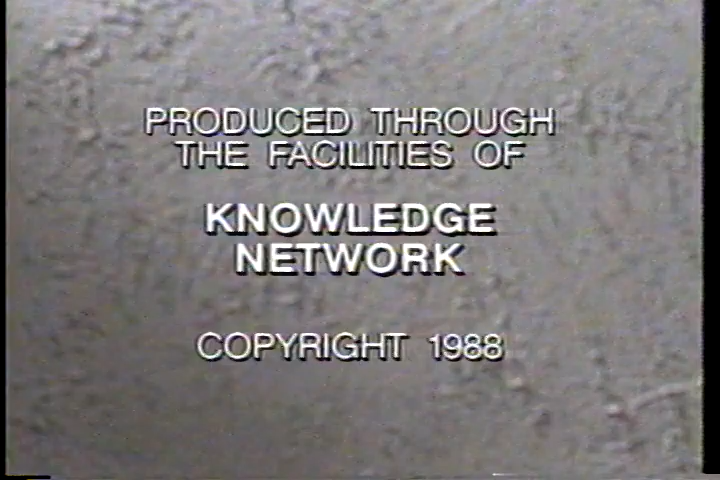 PRODUCED THROUGH
THE FACILITIES OF
KNOWLEDGE
NETWORK
COPYRIGHT 1988